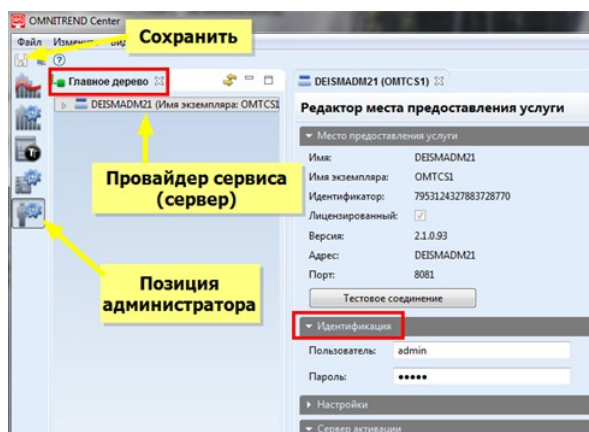 OMNITREND Center
Файл
Сохранить
Главное дерево
DEISMADM21 (Имя экземпляра: OMTCS1
Провайдер сервиса
(сервер)
Позиция
администратора
DEISMADM21 (OMTCS1)
Редактор места предоставления услуги
Место предоставления услуги
Имя: DEISMADM21
Имя экземпляра: OMTCS1
Идентификатор: 7953124327883728770
Лицензированный:
Версия: 2.1.0.93
Адрес: DEISMADM21
Порт: 8081
Тестовое соединение
Идентификация
Пользователь: admin
Пароль: •••••
Настройки
Сервер активации